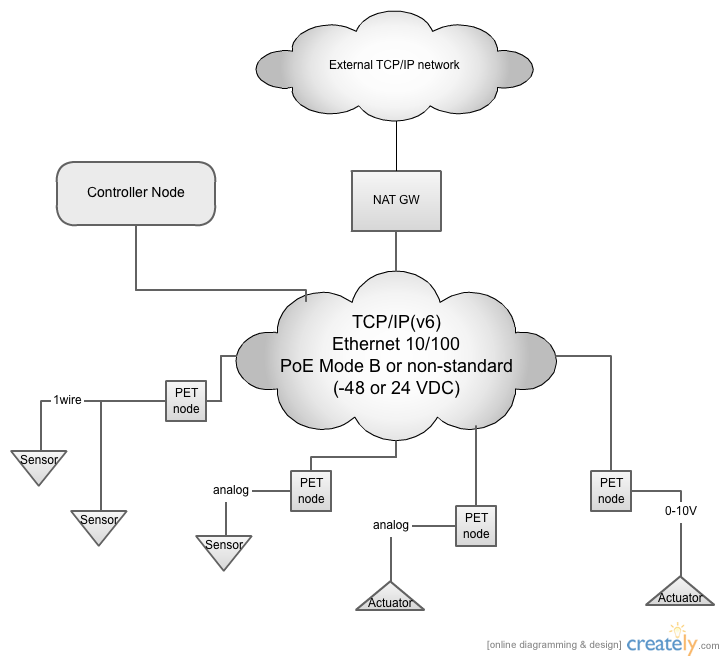 External TCP/IP network
Controller Node
NAT GW
TCP/IP(v6)
Ethernet 10/100
PoE Mode B or non-standard
(-48 or 24 VDC)
1wire
PET
node
Sensor
Sensor
analog
PET
node
Sensor
analog
PET
node
Actuator
PET
node
0-10V
Actuator
[online diagramming & design] creately.com